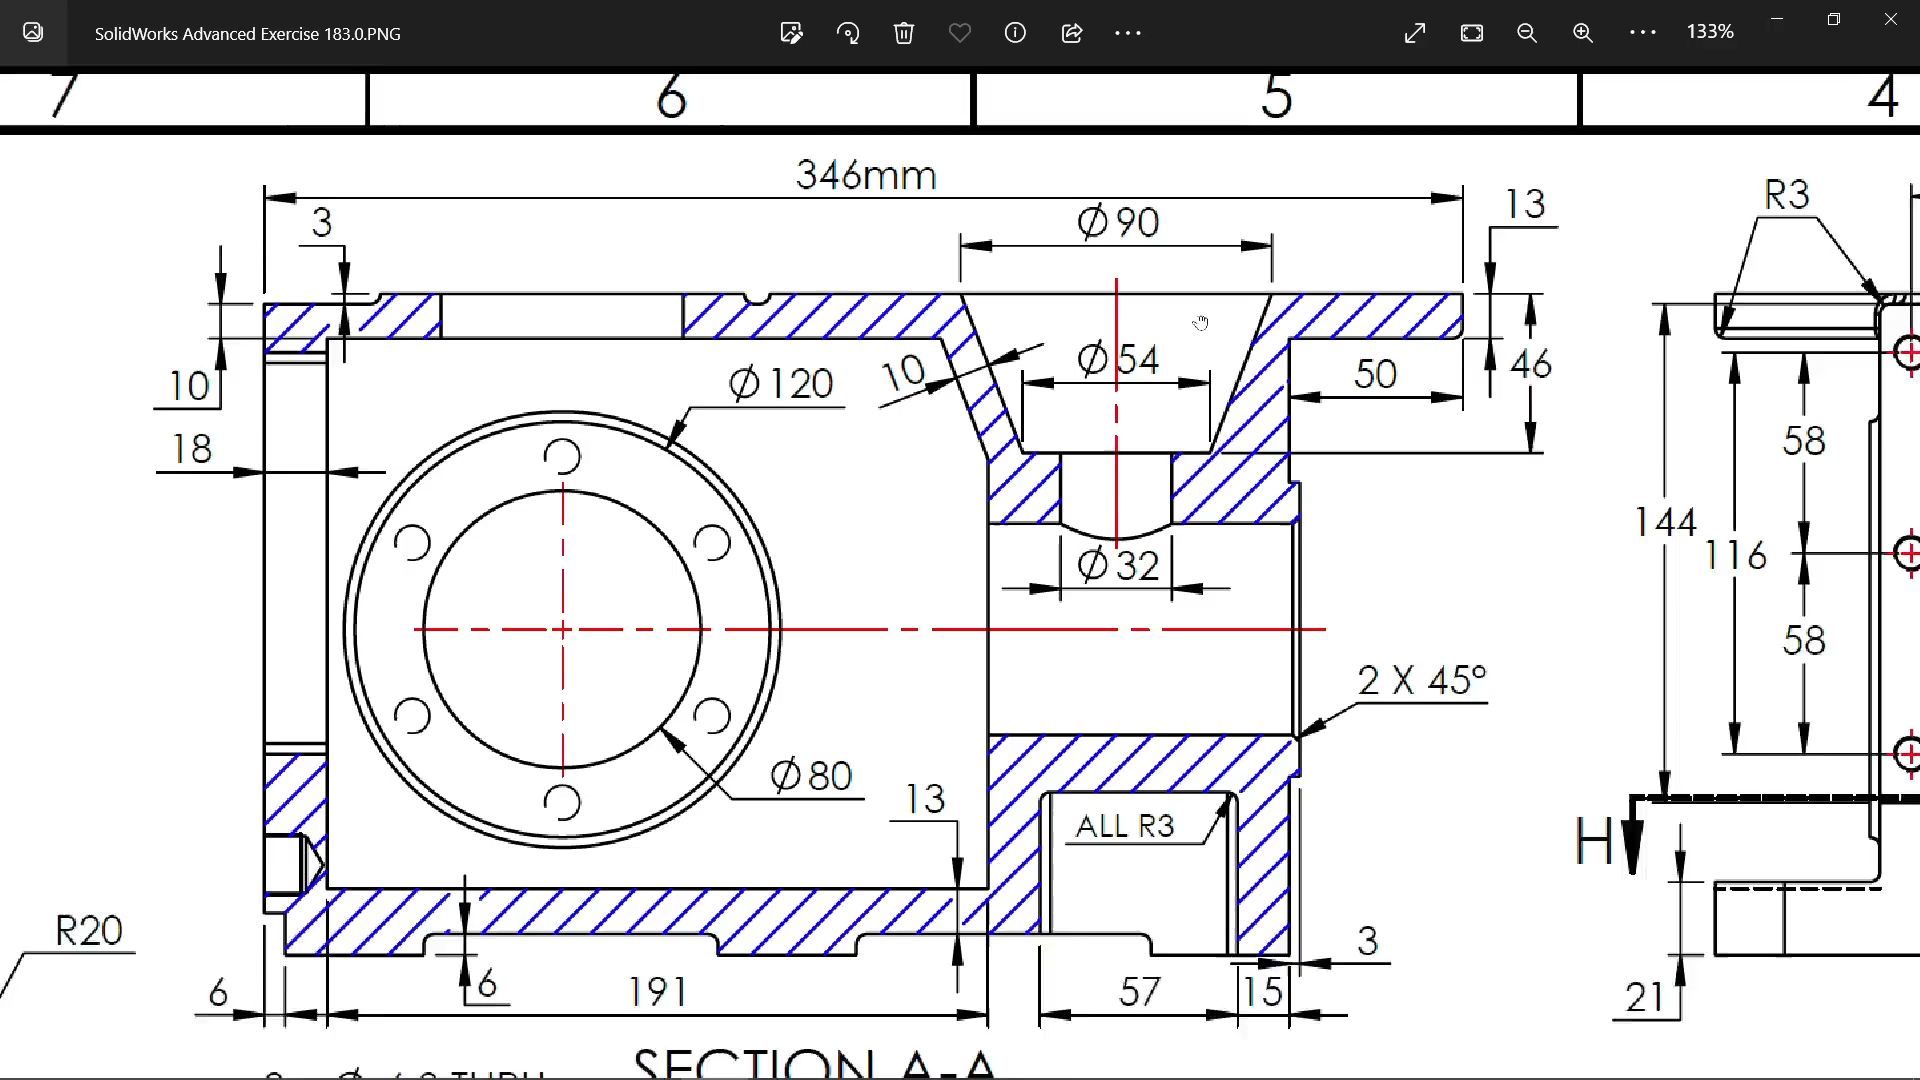 SolidWorks Advanced Exercise 183.0.PNG
133%
7 6 5 4
346mm
R3
3
Ø90
13
10
Ø120
10
Ø54
46
50
18
58
144
116
Ø32
58
2 X 45°
Ø80
13
ALL R3
H
R20
3
6
6
191
57
15
21
SECTION A-A